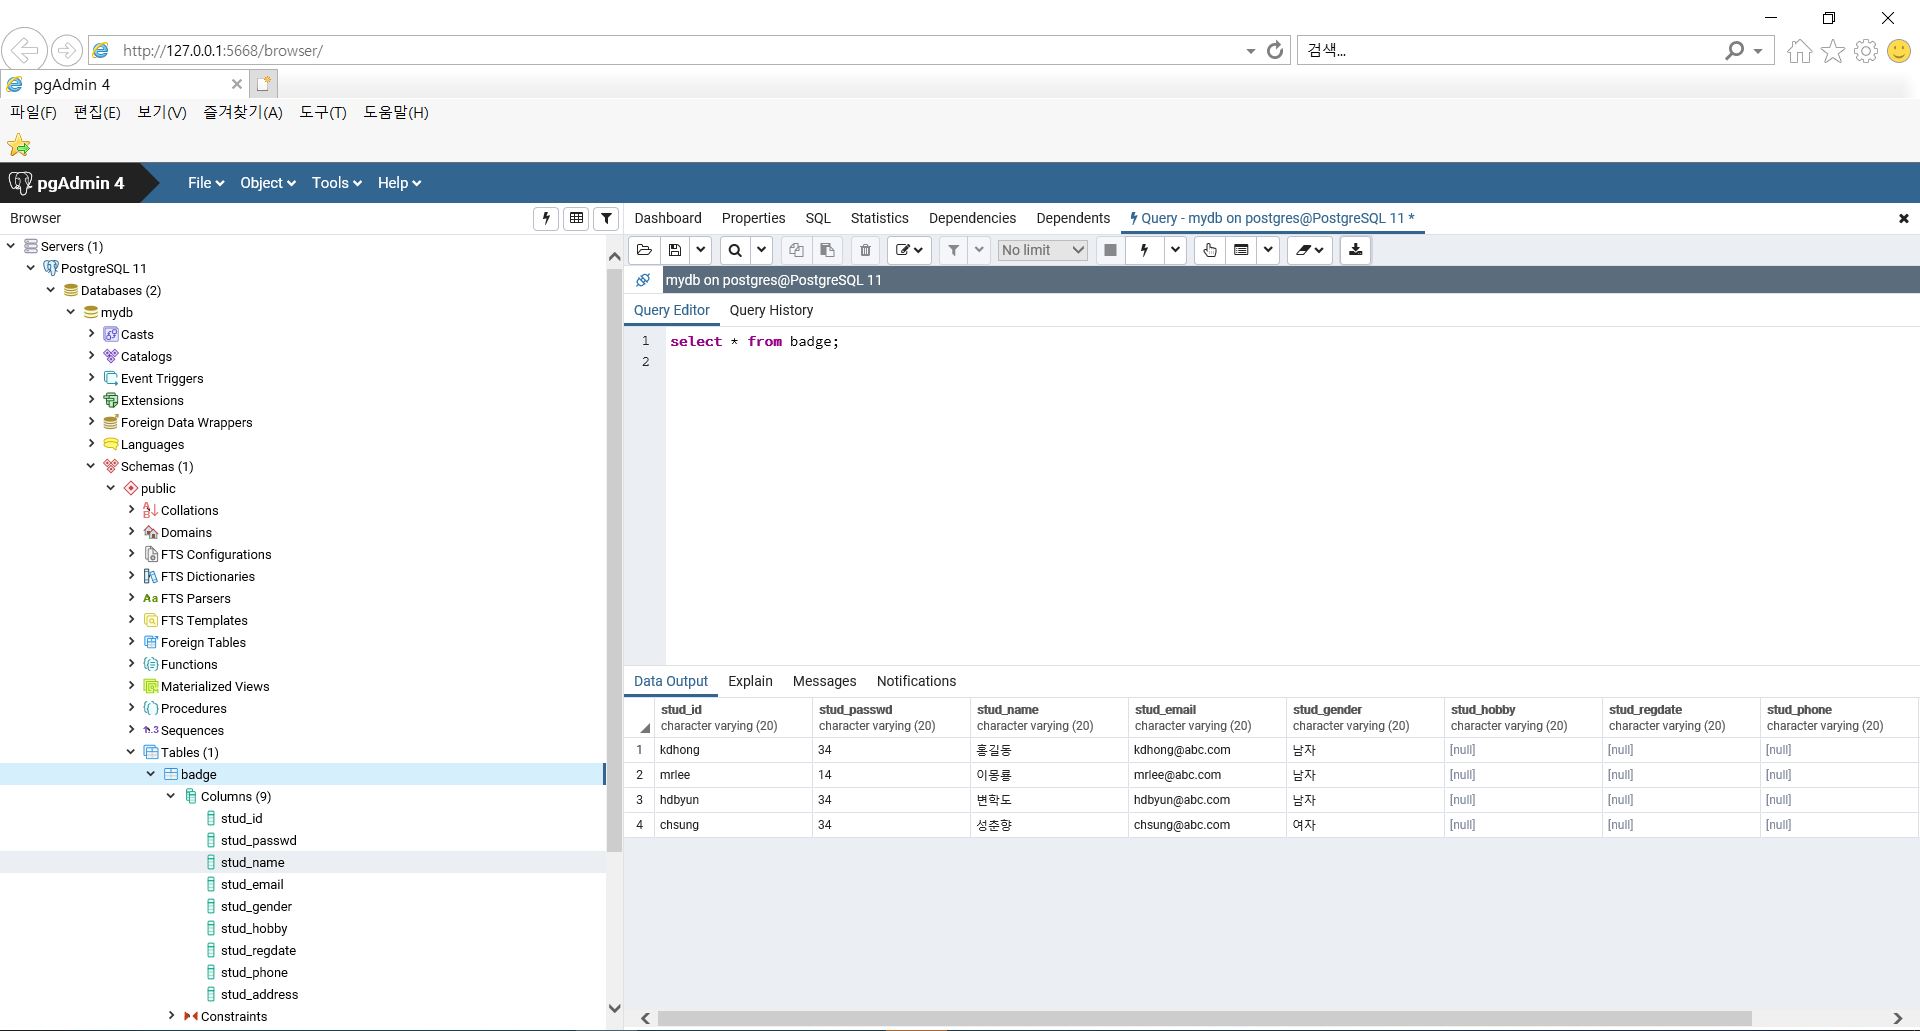 http://127.0.0.1:5668/browser/
검색...
pgAdmin 4
파일(F) 편집(E) 보기(V) 즐겨찾기(A) 도구(T) 도움말(H)
pgAdmin 4 File Object Tools Help
Browser
Dashboard Properties SQL Statistics Dependencies Dependents Query - mydb on postgres@PostgreSQL 11 *
No limit
mydb on postgres@PostgreSQL 11
Query Editor Query History
1 select * from badge;
2
Servers (1)
PostgreSQL 11
Databases (2)
mydb
Casts
Catalogs
Event Triggers
Extensions
Foreign Data Wrappers
Languages
Schemas (1)
public
Collations
Domains
FTS Configurations
FTS Dictionaries
Aa FTS Parsers
FTS Templates
Foreign Tables
Functions
Materialized Views
Procedures
1..3 Sequences
Tables (1)
badge
Columns (9)
stud_id
stud_passwd
stud_name
stud_email
stud_gender
stud_hobby
stud_regdate
stud_phone
stud_address
Constraints
Data Output Explain Messages Notifications
stud_id stud_passwd stud_name stud_email stud_gender stud_hobby stud_regdate stud_phone
character varying (20) character varying (20) character varying (20) character varying (20) character varying (20) character varying (20) character varying (20) character varying (20)
1 kdhong 34 홍길동 kdhong@abc.com 남자 [null] [null] [null]
2 mrlee 14 이몽룡 mrlee@abc.com 남자 [null] [null] [null]
3 hdbyun 34 변학도 hdbyun@abc.com 남자 [null] [null] [null]
4 chsung 34 성춘향 chsung@abc.com 여자 [null] [null] [null]